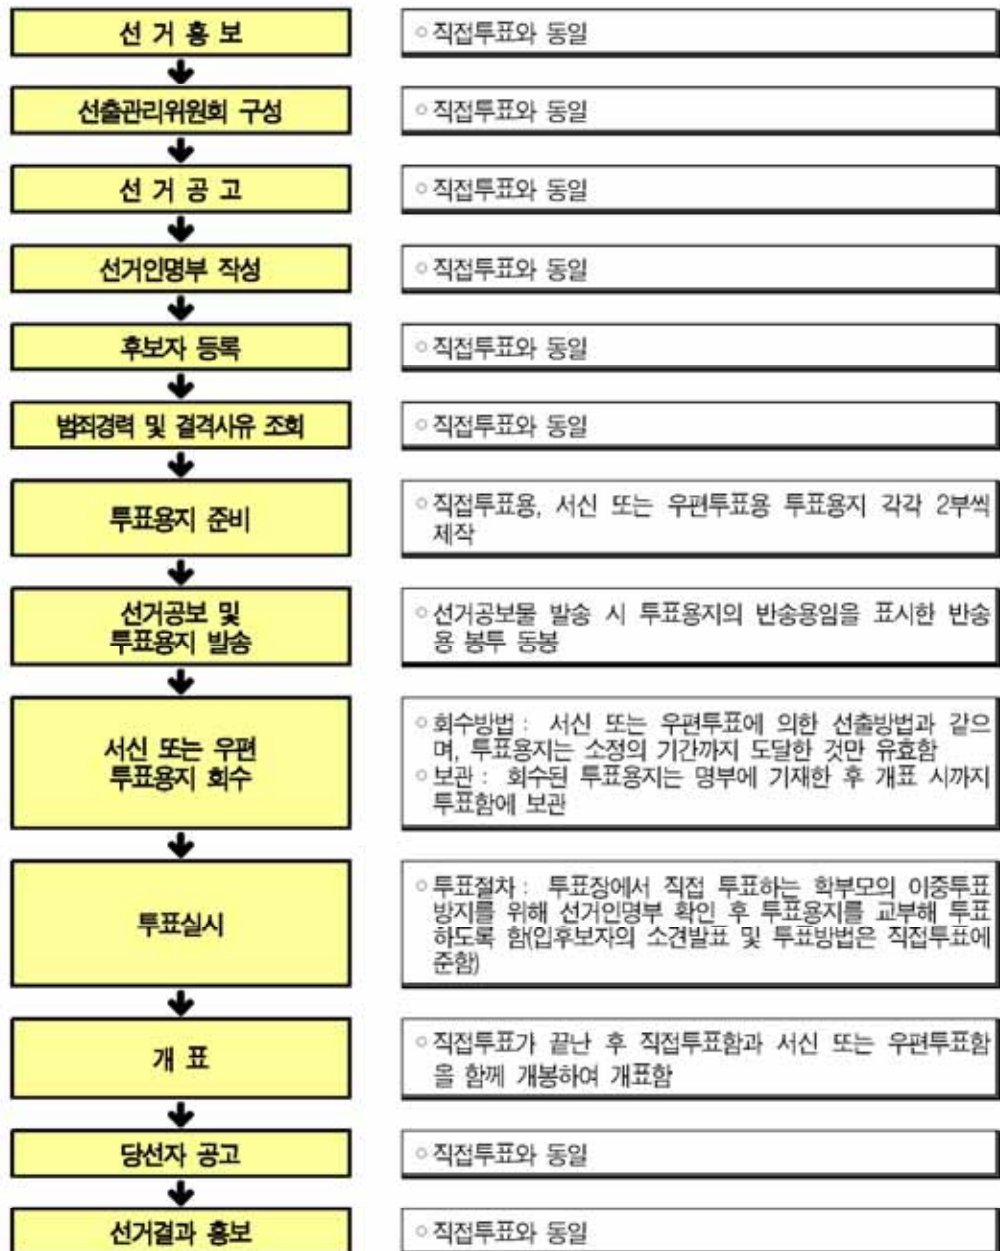 선 거 홍 보
○ 직접투표와 동일
선출관리위원회 구성
○ 직접투표와 동일
선 거 공 고
○ 직접투표와 동일
선거인명부 작성
○ 직접투표와 동일
후보자 등록
○ 직접투표와 동일
범죄경력 및 결격사유 조회
○ 직접투표와 동일
투표용지 준비
○ 직접투표용, 서신 또는 우편투표용 투표용지 각각 2부씩
제작
선거공보 및
투표용지 발송
○ 선거공보물 발송 시 투표용지의 반송용임을 표시한 반송
용 봉투 동봉
서신 또는 우편
투표용지 회수
○ 회수방법 : 서신 또는 우편투표에 의한 선출방법과 같으
며, 투표용지는 소정의 기간까지 도달한 것만 유효함
○ 보관 : 회수된 투표용지는 명부에 기재한 후 개표 시까지
투표함에 보관
투표실시
○ 투표절차 : 투표장에서 직접 투표하는 학부모의 이중투표
방지를 위해 선거인명부 확인 후 투표용지를 교부해 투표
하도록 함(입후보자의 소견발표 및 투표방법은 직접투표에
준함)
개 표
○ 직접투표가 끝난 후 직접투표함과 서신 또는 우편투표함
을 함께 개봉하여 개표함
당선자 공고
○ 직접투표와 동일
선거결과 홍보
○ 직접투표와 동일